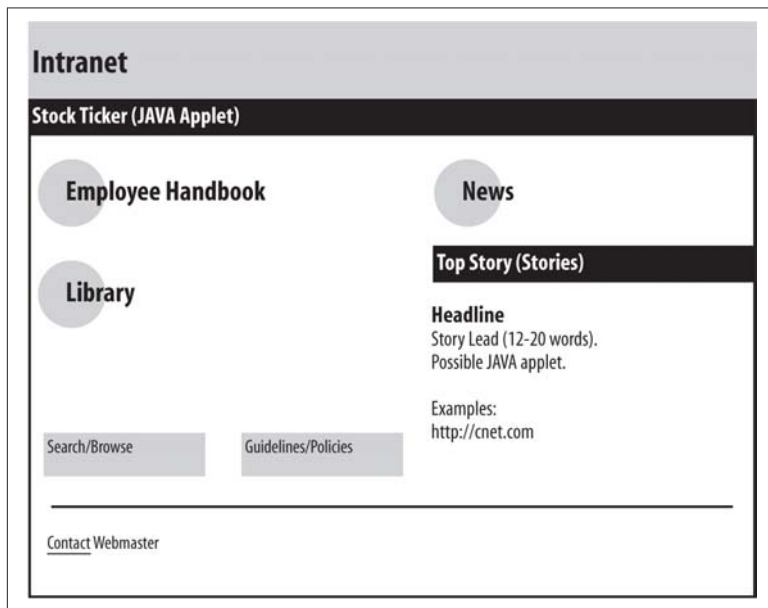 Intranet
Stock Ticker (JAVA Applet)
Employee Handbook
News
Library
Top Story (Stories)
Headline
Story Lead (12-20 words).
Possible JAVA applet.
Examples:
http://cnet.com
Search/Browse
Guidelines/Policies
Contact Webmaster